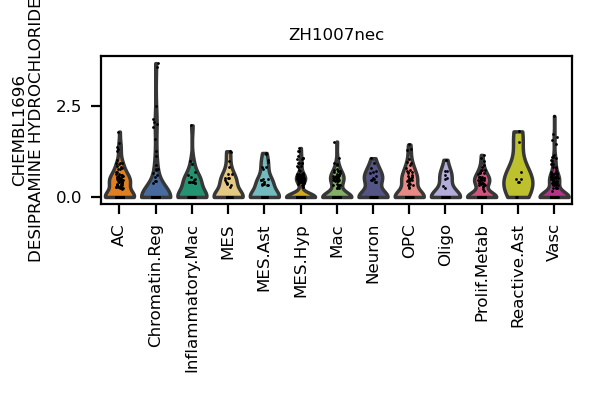 ZH1007nec
CHEMBL1696
DESIPRAMINE HYDROCHLORIDE
2.5
0.0
AC
Chromatin.Reg
Inflammatory.Mac
MES
MES.Ast
MES.Hyp
Mac
Neuron
OPC
Oligo
Prolif.Metab
Reactive.Ast
Vasc